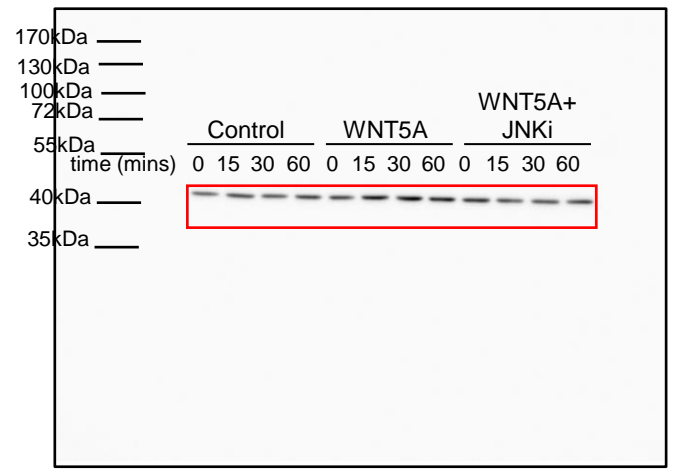 170kDa
130kDa
100kDa
72kDa
WNT5A+
Control WNT5A JNKi
55kDa
time (mins) 0 15 30 60 0 15 30 60 0 15 30 60
40kDa
35kDa